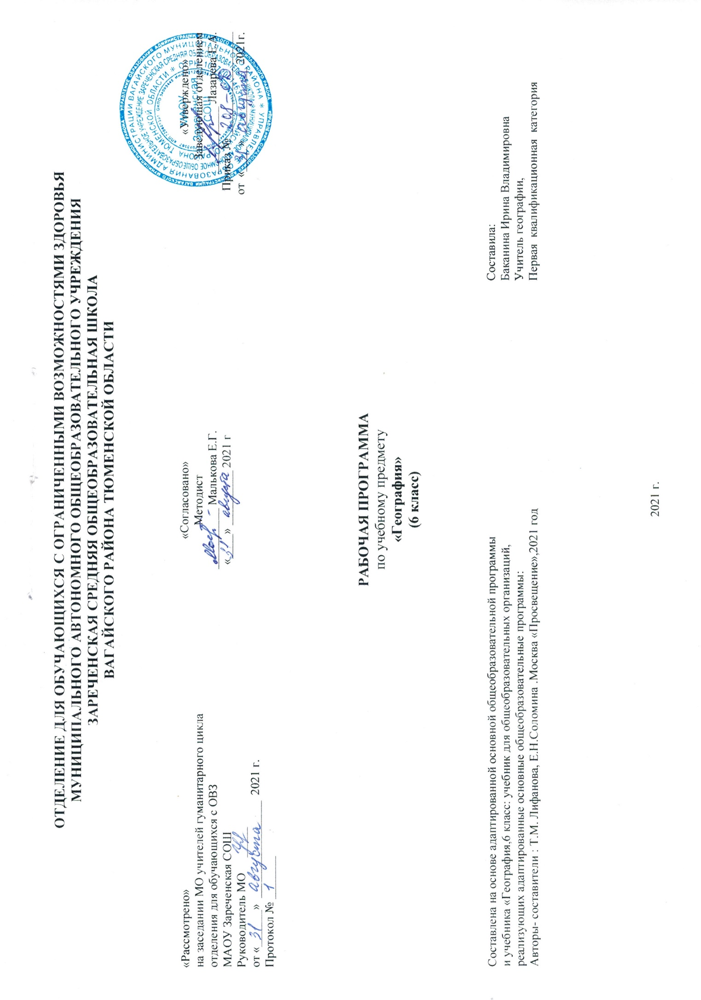 ОТДЕЛЕНИЕ ДЛЯ ОБУЧАЮЩИХСЯ С ОГРАНИЧЕННЫМИ ВОЗМОЖНОСТЯМИ ЗДОРОВЬЯ
МУНИЦИПАЛЬНОГО АВТОНОМНОГО ОБЩЕОБРАЗОВАТЕЛЬНОГО УЧРЕЖДЕНИЯ
ЗАРЕЧЕНСКАЯ СРЕДНЯЯ ОБЩЕОБРАЗОВАТЕЛЬНАЯ ШКОЛА
ВАГАЙСКОГО РАЙОНА ТЮМЕНСКОЙ ОБЛАСТИ
«Рассмотрено»
на заседании МО учителей гуманитарного цикла
отделения для обучающихся с ОВЗ
МАОУ Зареченская СОШ
Руководитель МО
от « 31 » августа 2021 г.
Протокол № 1
«Согласовано»
Методист
Малькова Е.Г.
«31» августа 2021 г
«Утверждено»
Заведующая отделением
Лазарева Е.А.
Приказ № 208-од
от «31» августа 2021г.
РАБОЧАЯ ПРОГРАММА
по учебному предмету
«География»
(6 класс)
Составлена на основе адаптированной основной общеобразовательной программы
и учебника «География,6 класс: учебник для общеобразовательных организаций,
реализующих адаптированные основные общеобразовательные программы:
Авторы- составители : Т.М. Лифанова, Е.Н.Соломина .Москва «Просвещение»,2021 год
Составила:
Баканина Ирина Владимировна
Учитель географии,
Первая квалификационная категория
2021 г.